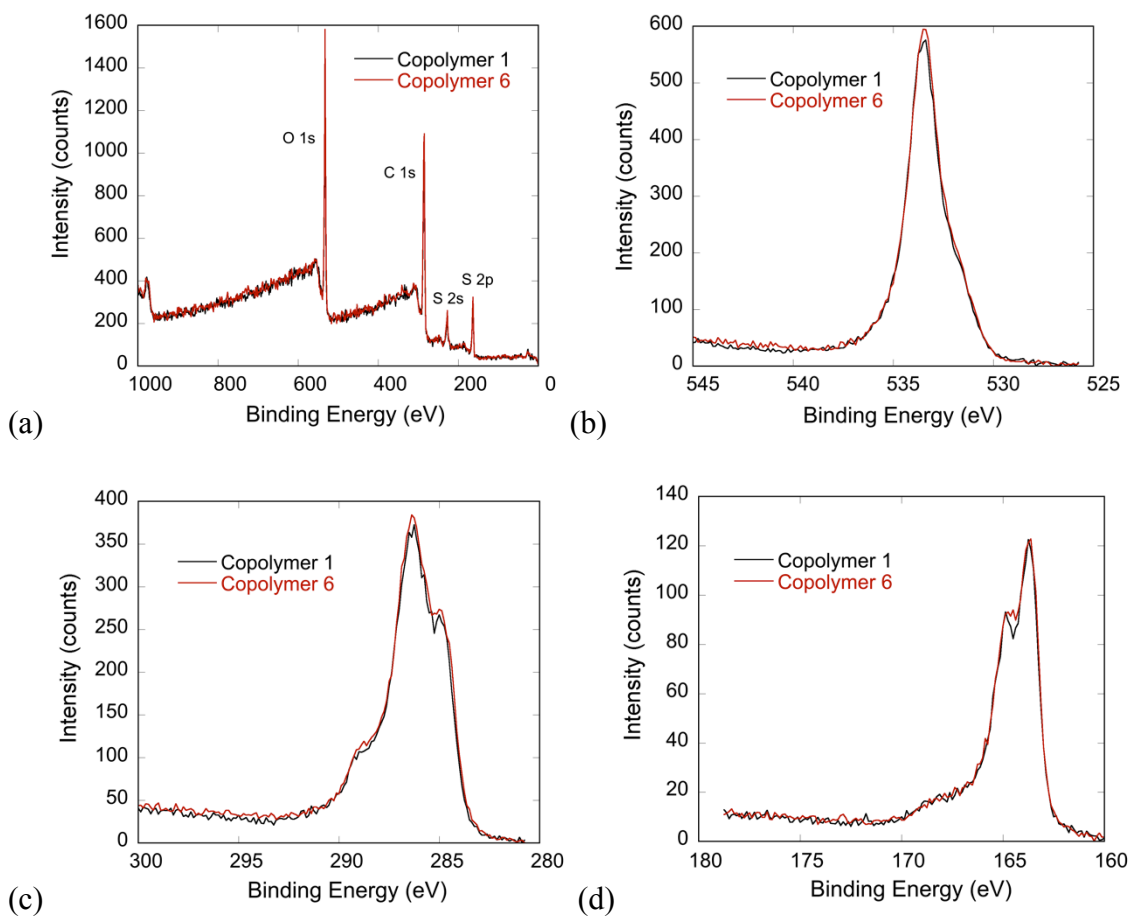 1600
1400
1200
1000
800
600
400
200
0
Intensity (counts)
Copolymer 1
Copolymer 6
O 1s
C 1s
S 2s
S 2p
1000 800 600 400 200 0
Binding Energy (eV)
(a)
600
500
400
300
200
100
0
Intensity (counts)
Copolymer 1
Copolymer 6
545 540 535 530 525
Binding Energy (eV)
(b)
400
350
300
250
200
150
100
50
0
Intensity (counts)
Copolymer 1
Copolymer 6
300 295 290 285 280
Binding Energy (eV)
(c)
140
120
100
80
60
40
20
0
Intensity (counts)
Copolymer 1
Copolymer 6
180 175 170 165 160
Binding Energy (eV)
(d)